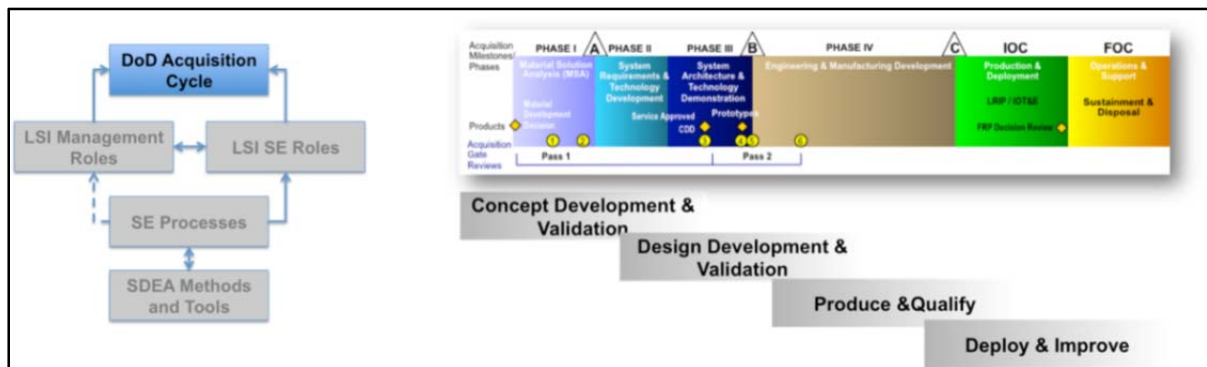 DoD Acquisition
Cycle
LSI Management
Roles
LSI SE Roles
SE Processes
SDEA Methods
and Tools
Acquisition
Milestones/
Phases
PHASE I
A
PHASE II
PHASE III
B
PHASE IV
C
IOC
FOC
Material Solution
Analysis (MSA)
System
Requirements &
Technology
Development
System
Architecture &
Technology
Demonstration
Engineering & Manufacturing Development
Production &
Deployment
Operations &
Support
Material
Development
Decision
Service Approved
CDD
Prototypes
LRIP / IOT&E
FRP Decision Review
Sustainment &
Disposal
Products
Acquisition
Gate
Reviews
1
2
3
4
5
6
Pass 1
Pass 2
Concept Development &
Validation
Design Development &
Validation
Produce &Qualify
Deploy & Improve